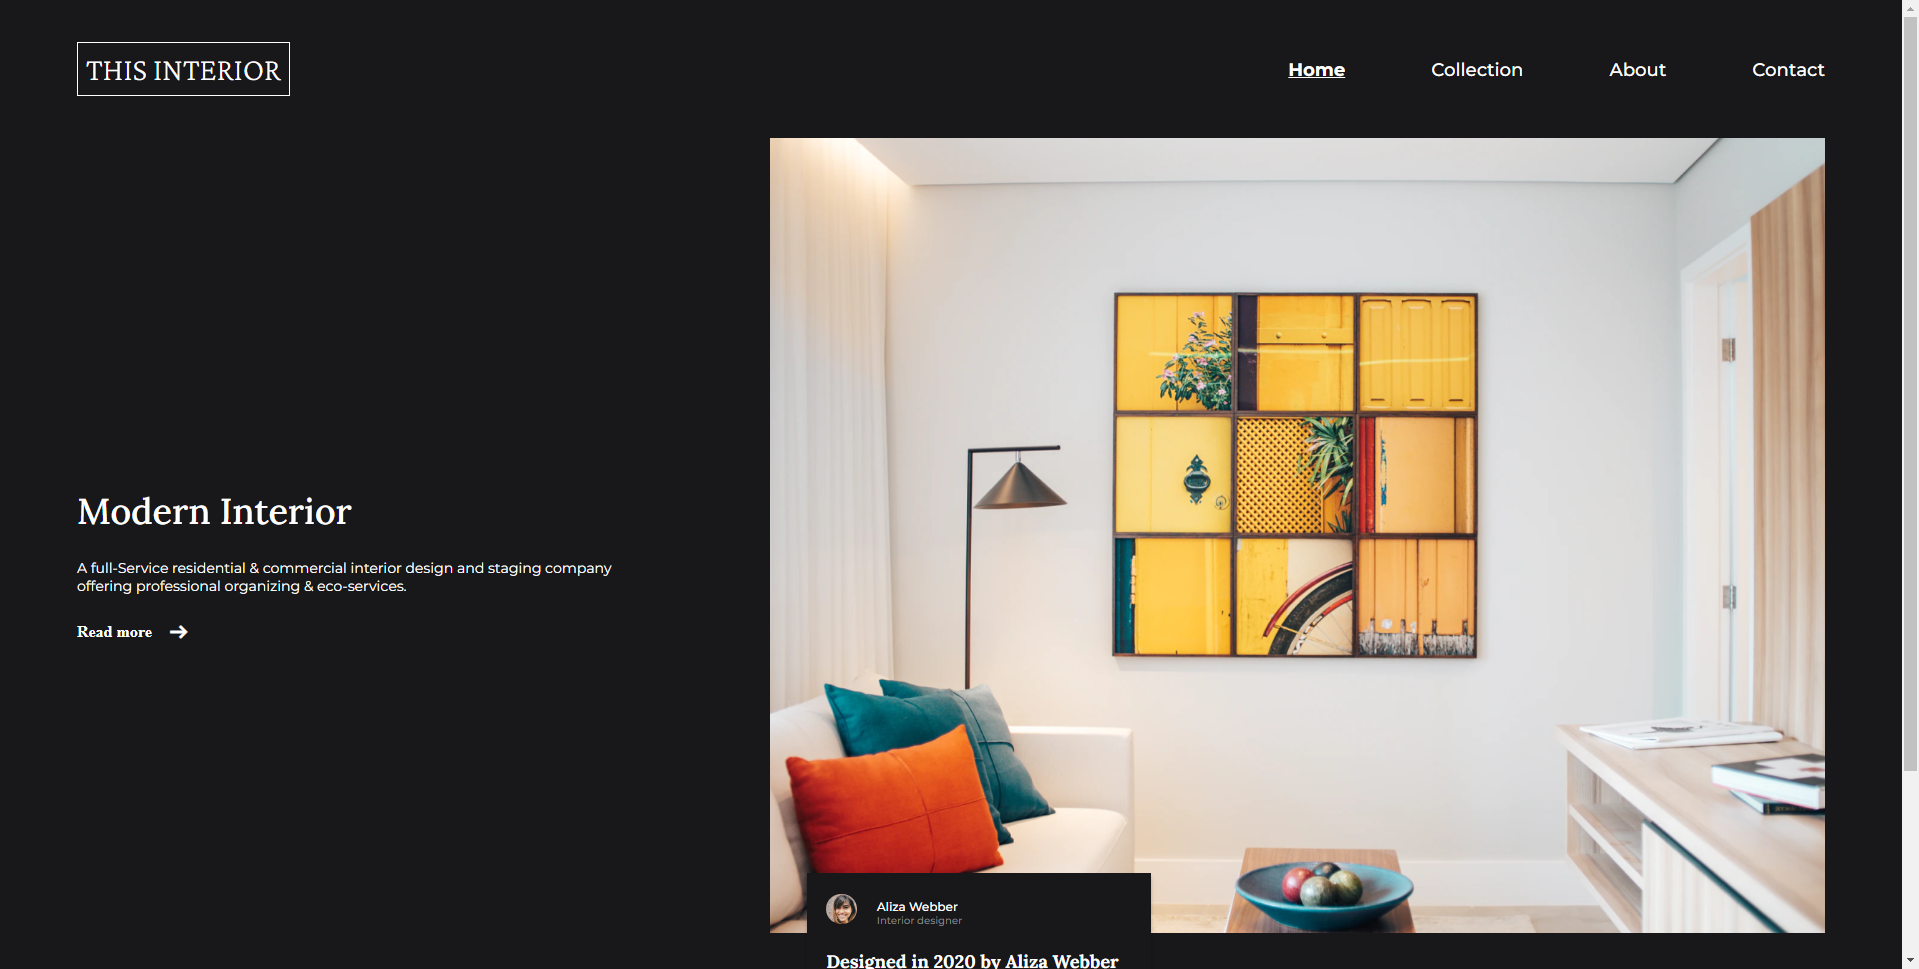 THIS INTERIOR
Home
Collection
About
Contact
Modern Interior
A full-Service residential & commercial interior design and staging company
offering professional organizing & eco-services.
Read more
Aliza Webber
Interior designer
Designed in 2020 by Aliza Webber